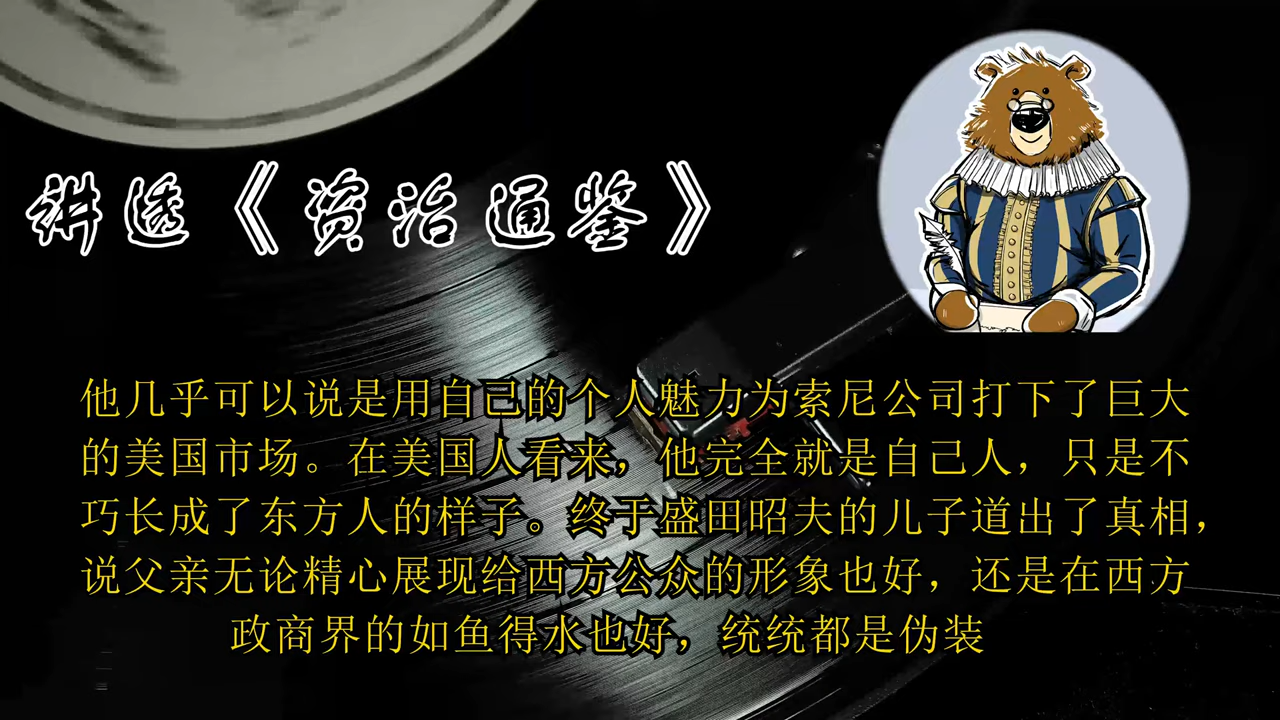 讲透《资治通鉴》
他几乎可以说是用自己的个人魅力为索尼公司打下了巨大
的美国市场。在美国人看来，他完全就是自己人，只是不
巧长成了东方人的样子。终于盛田昭夫的儿子道出了真相，
说父亲无论精心展现给西方公众的形象也好，还是在西方
政商界的如鱼得水也好，统统都是伪装